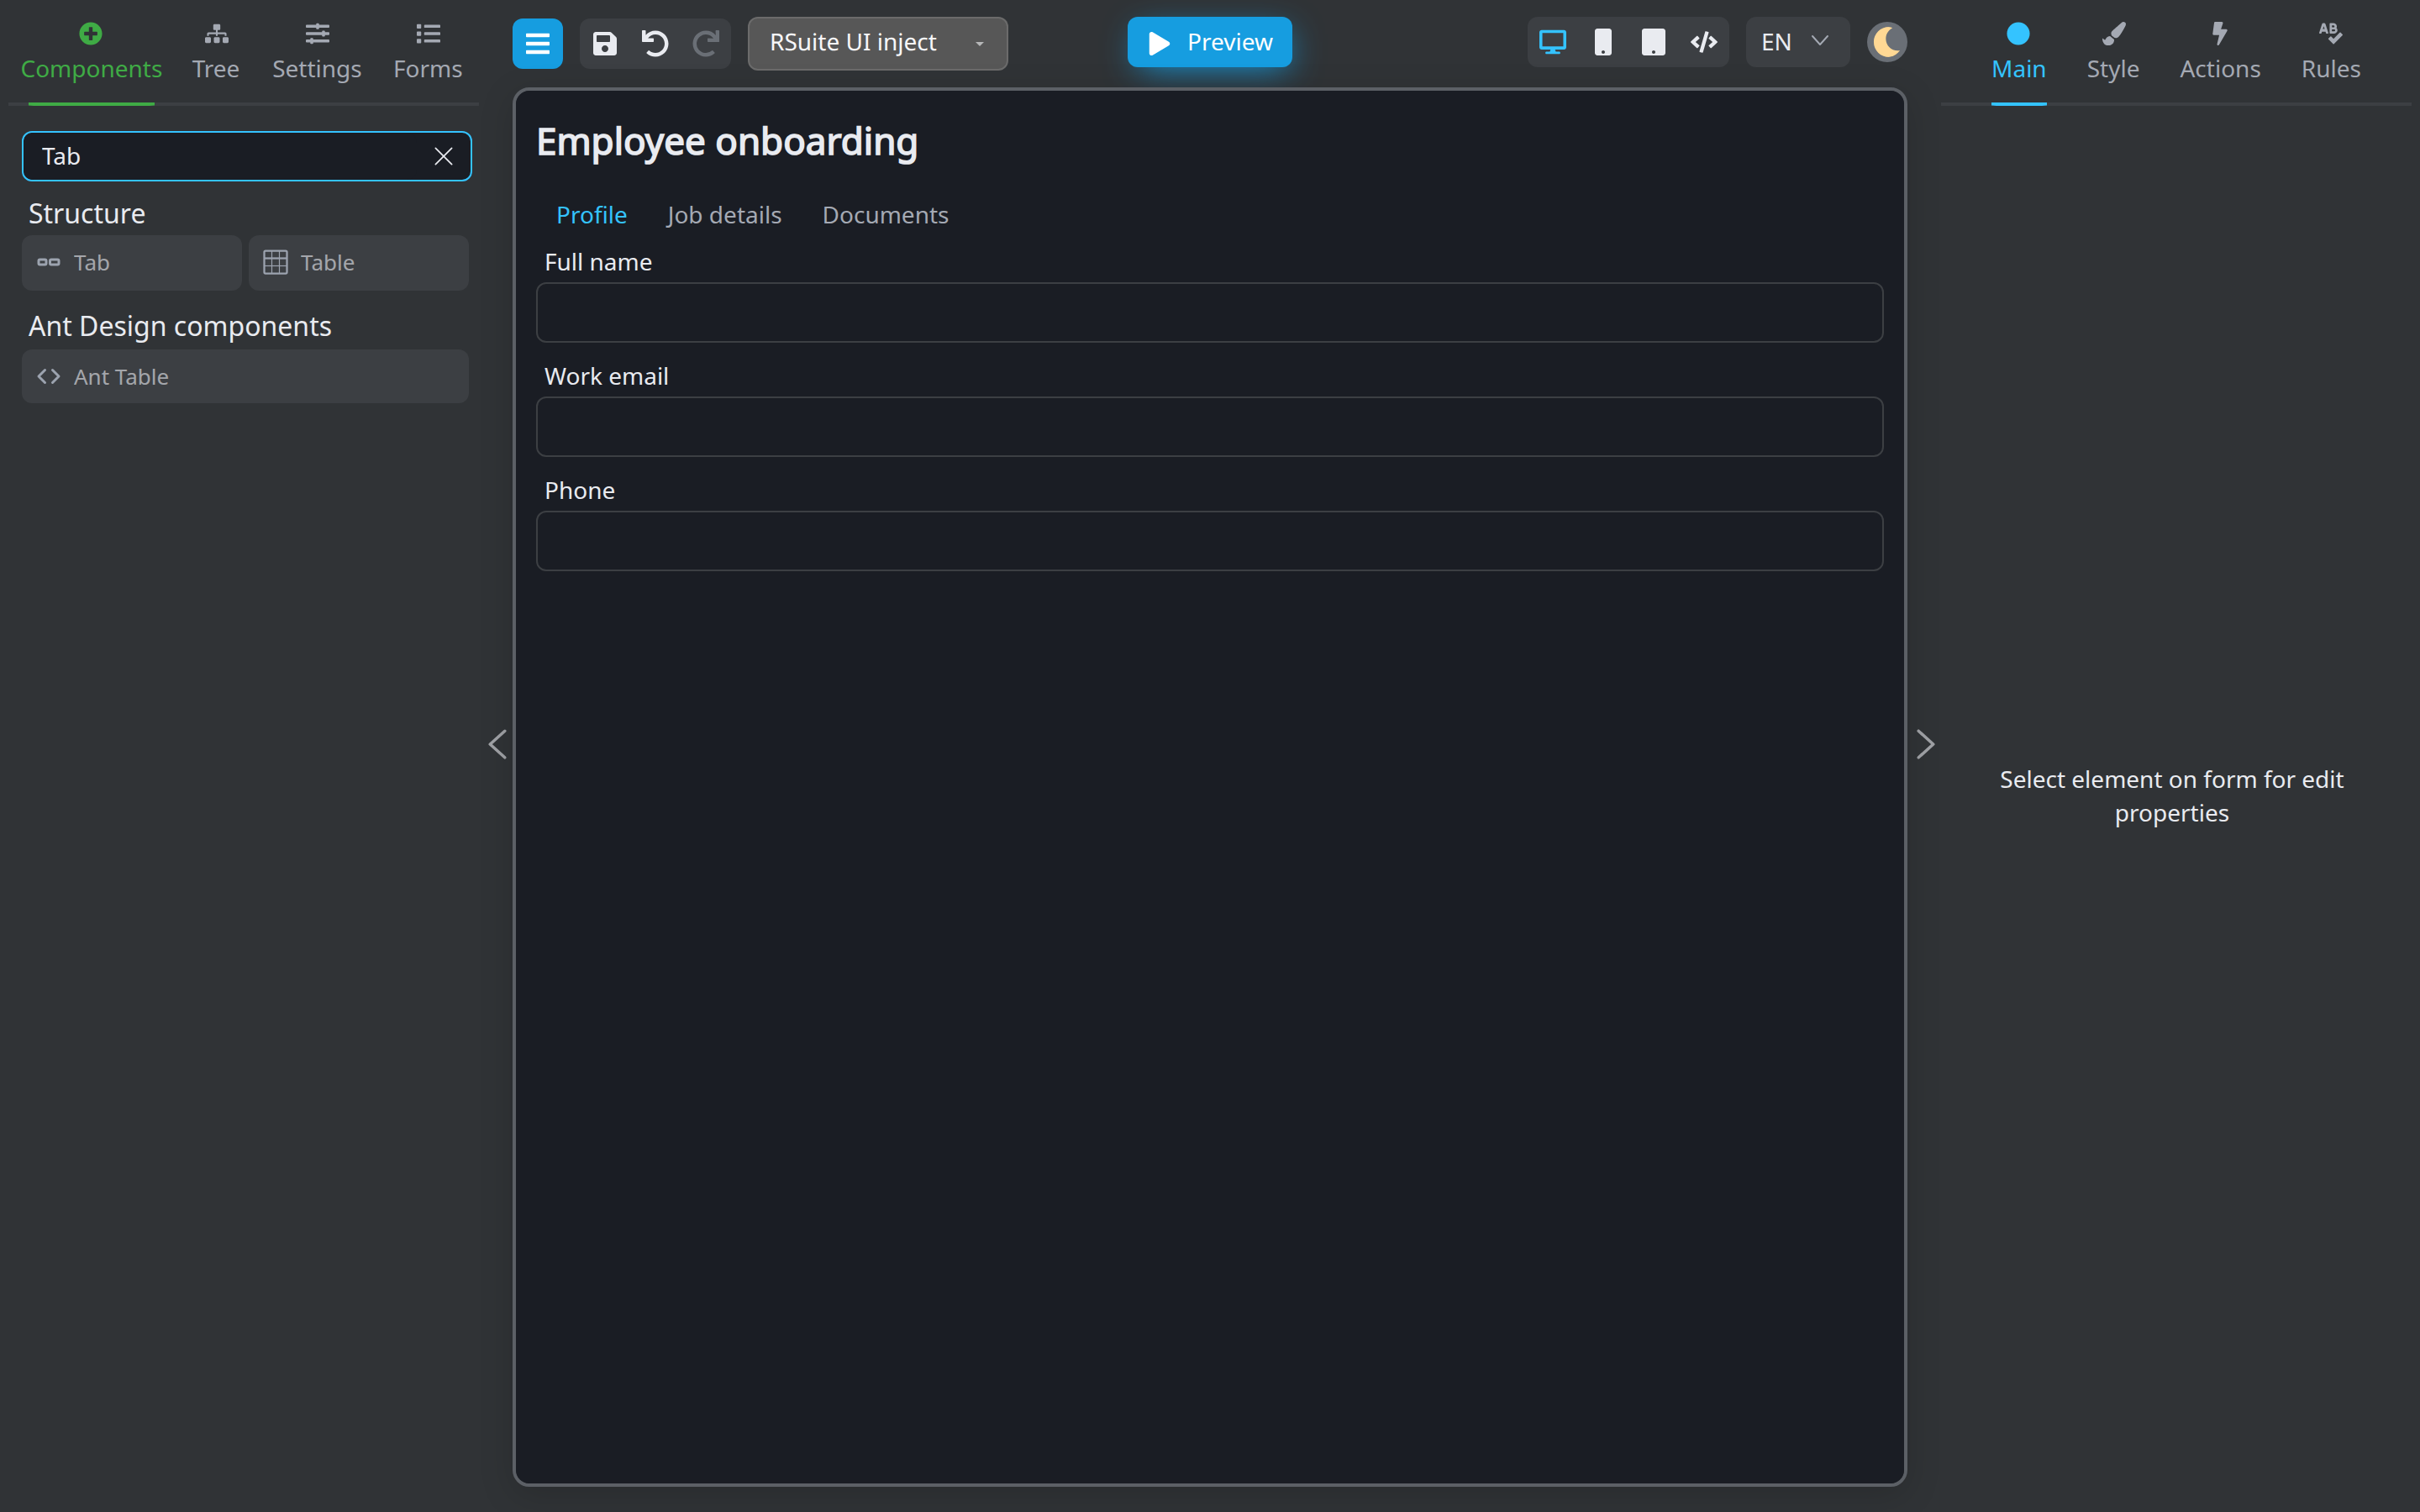 Components
Tree
Settings
Forms
RSuite UI inject
Preview
EN
Main
Style
Actions
Rules
Tab
Structure
Tab
Table
Ant Design components
Ant Table
Employee onboarding
Profile
Job details
Documents
Full name
Work email
Phone
Select element on form for edit
properties